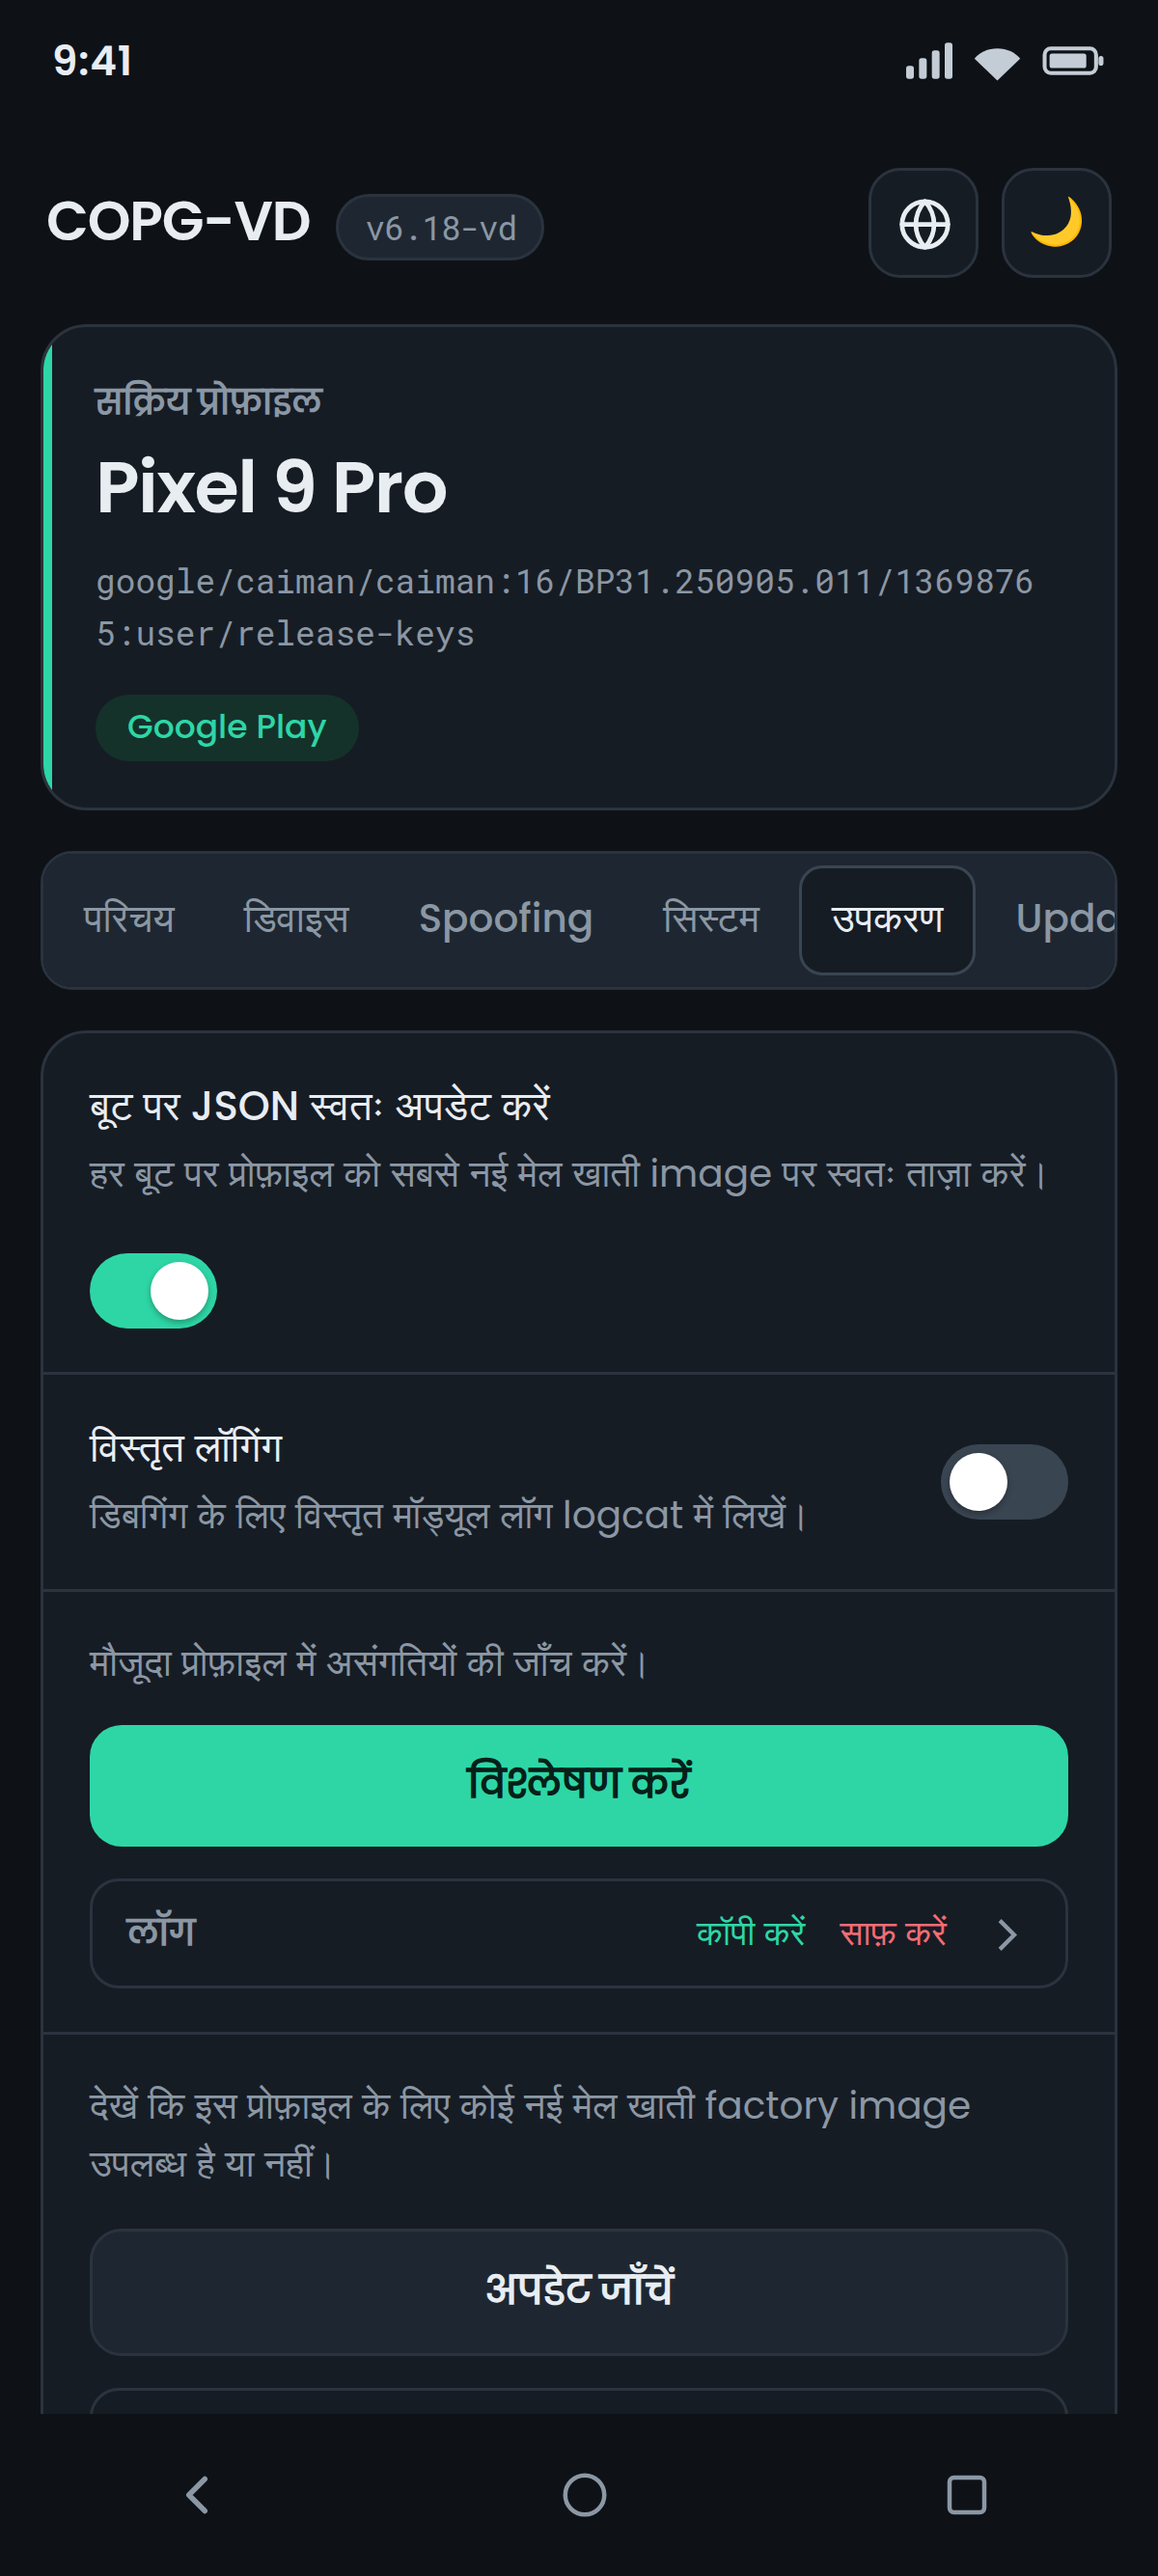 9:41
COPG-VD
v6.18-vd
सक्रिय प्रोफ़ाइल
Pixel 9 Pro
google/caiman/caiman:16/BP31.250905.011/1369876
5:user/release-keys
Google Play
परिचय डिवाइस Spoofing सिस्टम उपकरण
बूट पर JSON स्वतः अपडेट करें
हर बूट पर प्रोफ़ाइल को सबसे नई मेल खाती image पर स्वतः ताज़ा करें।
विस्तृत लॉगिंग
डिबगिंग के लिए विस्तृत मॉड्यूल लॉग logcat में लिखें।
मौजूदा प्रोफ़ाइल में असंगतियों की जाँच करें।
विश्लेषण करें
लॉग कॉपी करें साफ़ करें
देखें कि इस प्रोफ़ाइल के लिए कोई नई मेल खाती factory image
उपलब्ध है या नहीं।
अपडेट जाँचें